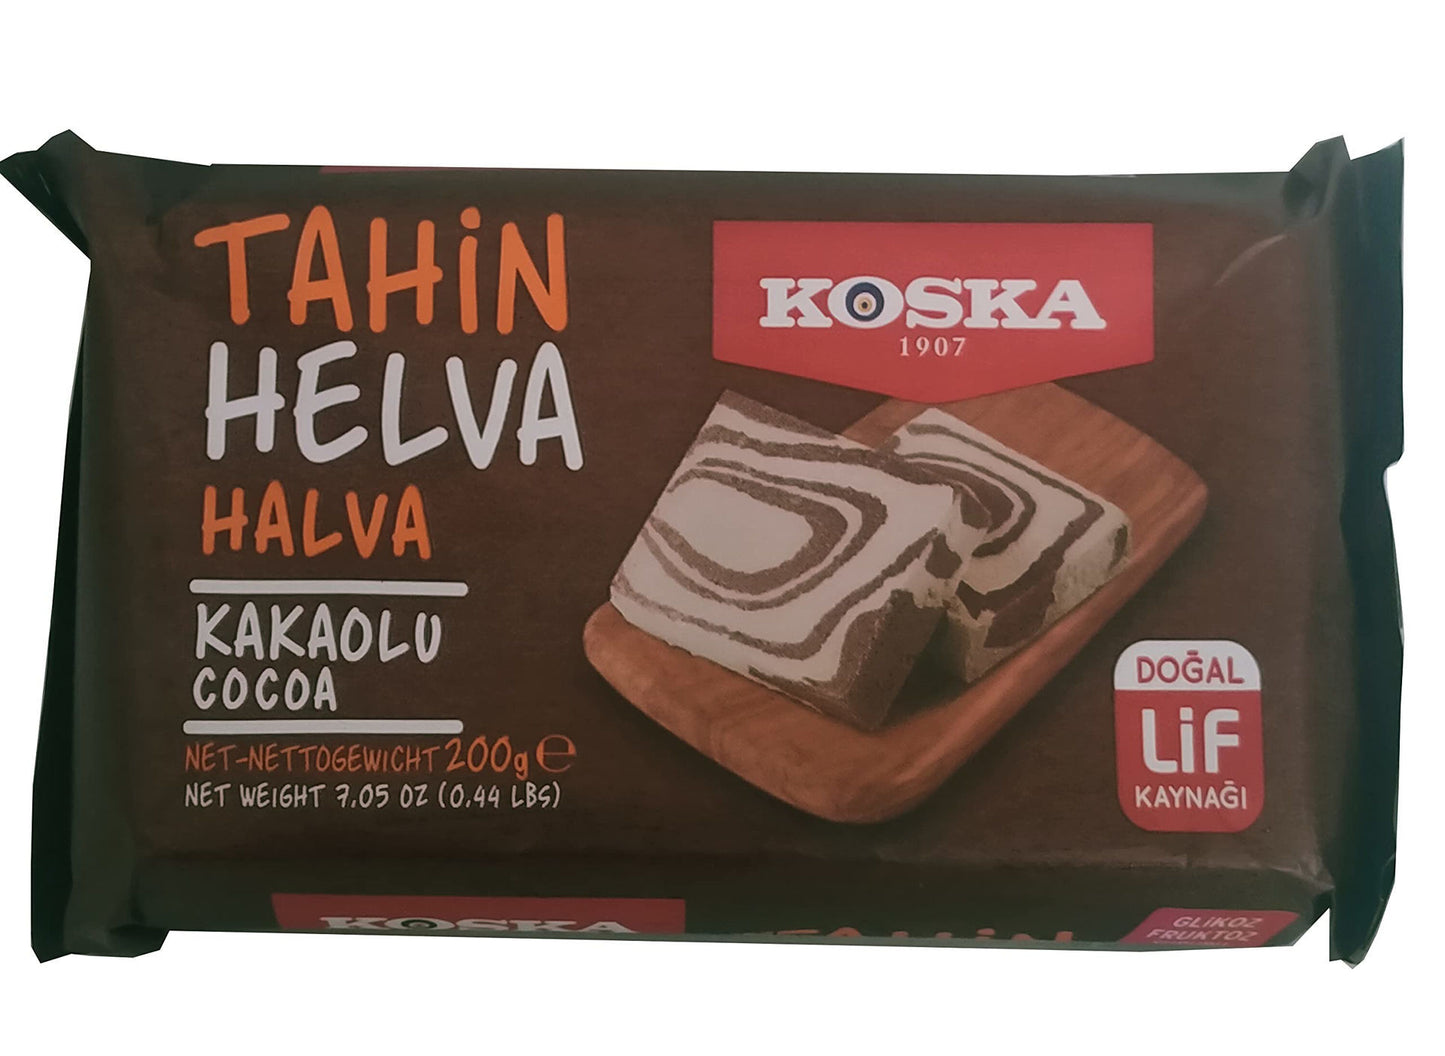 TAHiN
HELVA
HALVA
KAKAOLU
COCOA
NET-NETTOGEWICHT 200g ℮
NET WEIGHT 7.05 OZ (0.44 LBS)
KOSKA
1907
DOĞAL
LiF
KAYNAĞI
KOSKA
TAHiN
GLiKOZ
FRUKTOZ